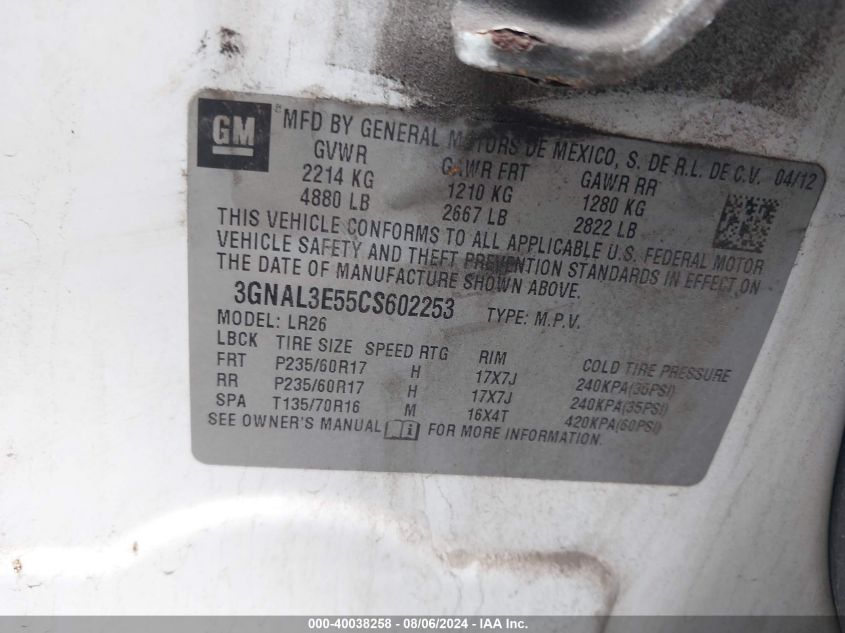 GM
® MFD BY GENERAL MOTORS DE MEXICO, S. DE R.L. DE C.V. 04/12
GVWR GAWR FRT GAWR RR
2214 KG 1210 KG 1280 KG
4880 LB 2667 LB 2822 LB
THIS VEHICLE CONFORMS TO ALL APPLICABLE U.S. FEDERAL MOTOR
VEHICLE SAFETY AND THEFT PREVENTION STANDARDS IN EFFECT ON
THE DATE OF MANUFACTURE SHOWN ABOVE.
3GNAL3E55CS602253 TYPE: M.P.V.
MODEL: LR26
LBCK TIRE SIZE SPEED RTG RIM COLD TIRE PRESSURE
FRT P235/60R17 H 17X7J 240KPA(35PSI)
RR P235/60R17 H 17X7J 240KPA(35PSI)
SPA T135/70R16 M 16X4T 420KPA(60PSI)
SEE OWNER'S MANUAL i FOR MORE INFORMATION.
000-40038258 - 08/06/2024 - IAA Inc.